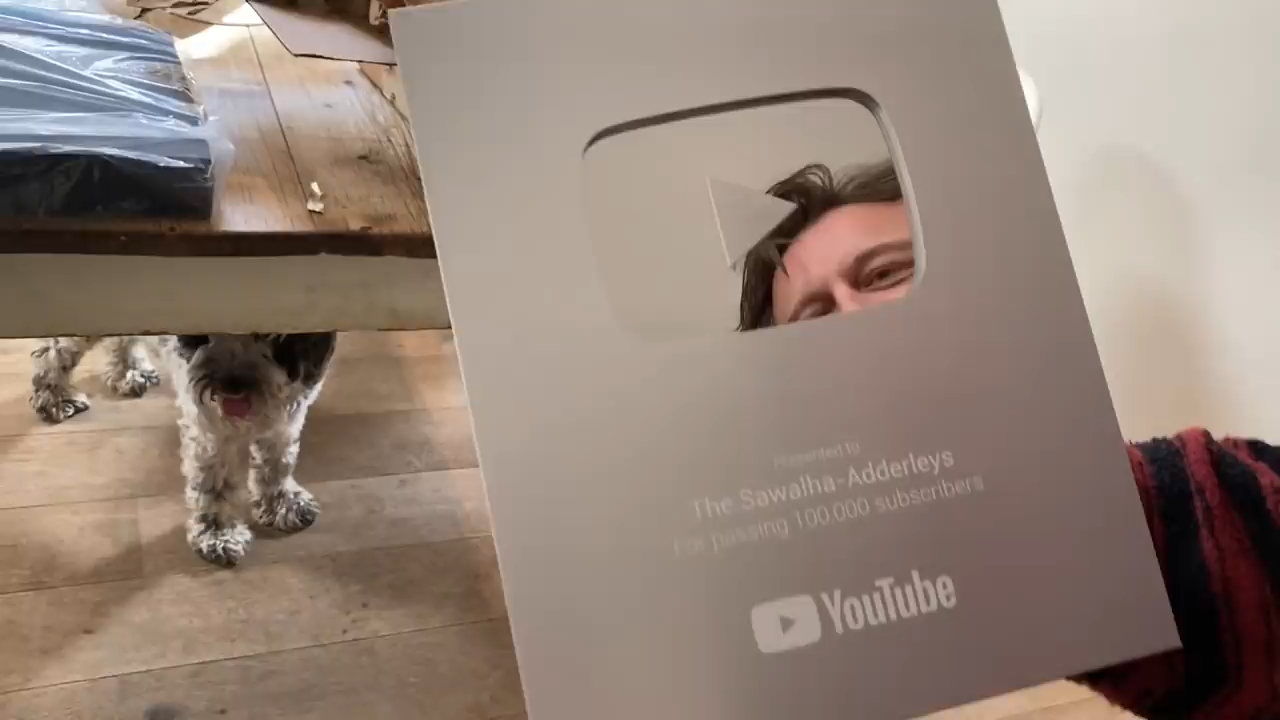 Presented to
The Sawalha-Adderleys
For passing 100,000 subscribers
YouTube